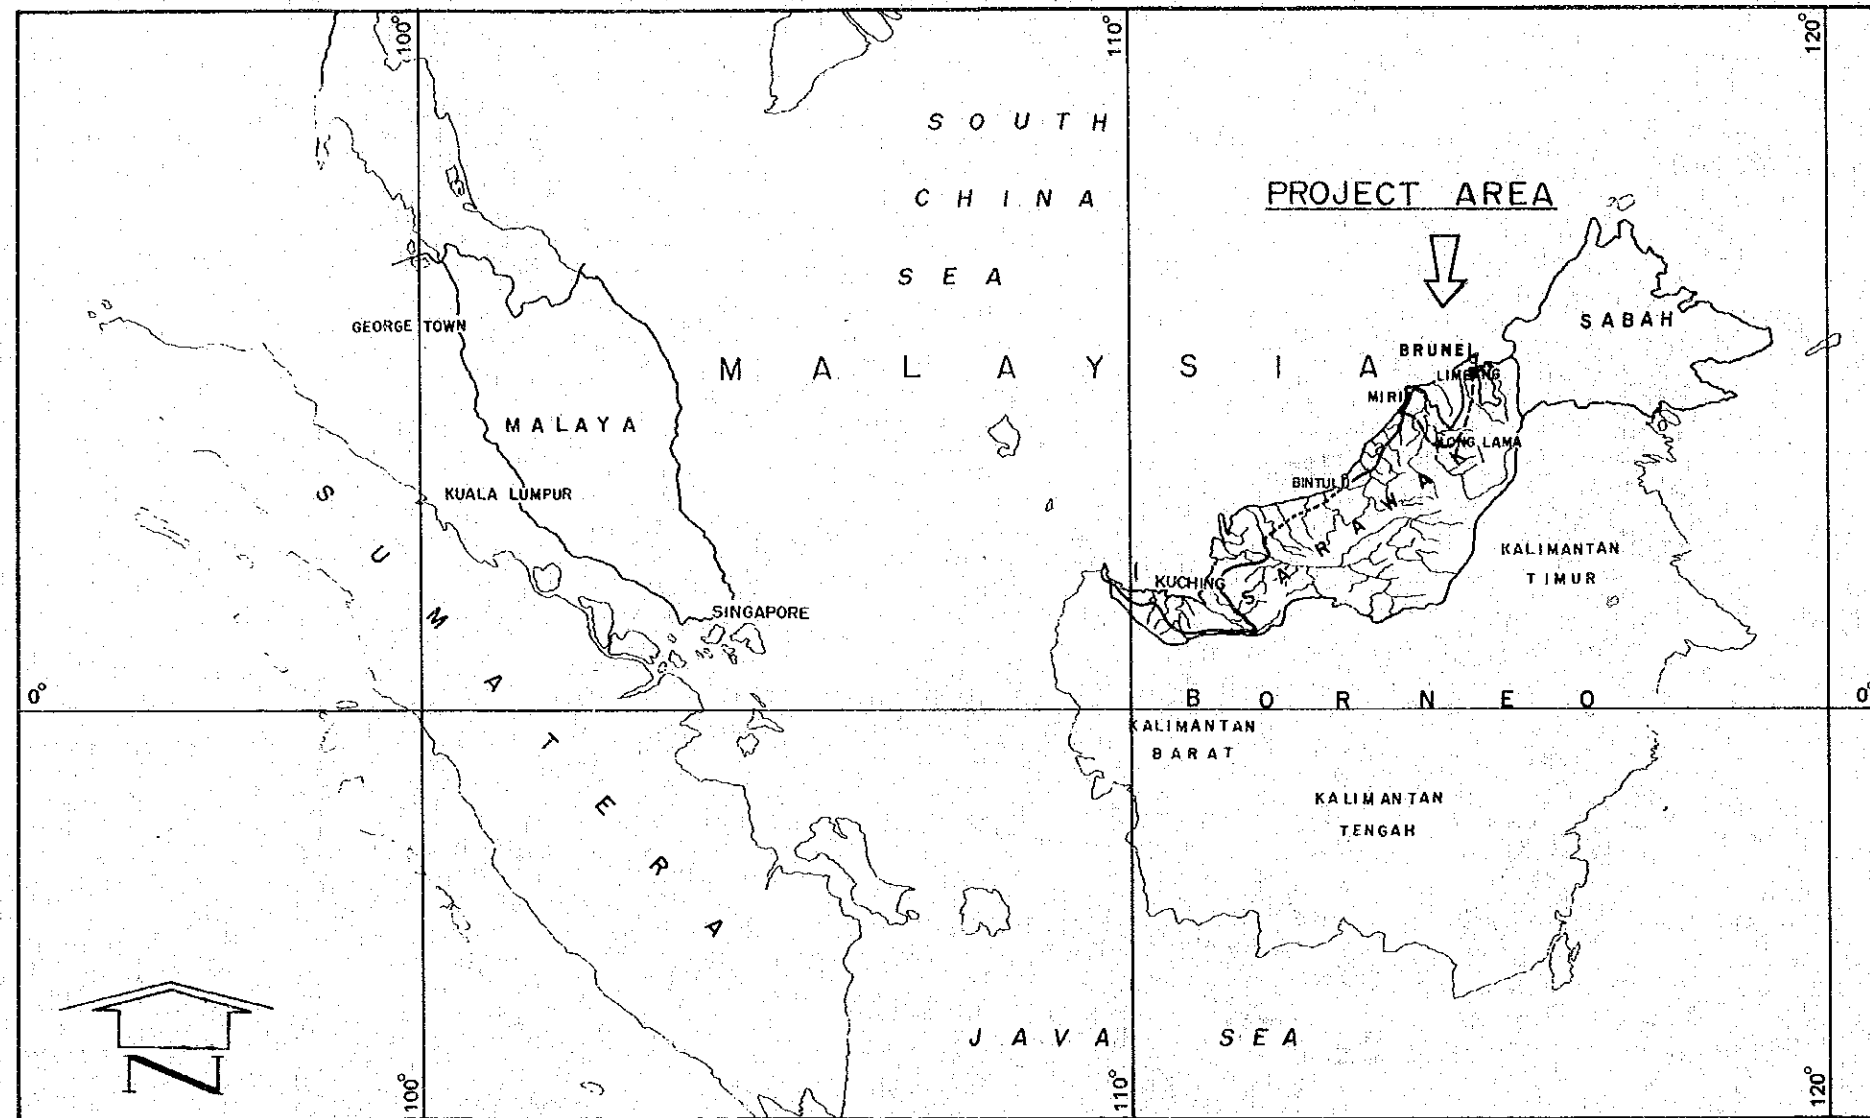 100°
110°
120°
SOUTH
CHINA
SEA
PROJECT AREA
GEORGE TOWN
SABAH
MALAYSIA
BRUNEI
LIMBANG
MIRI
MALAYA
LONG LAMA
KUALA LUMPUR
BINTULU
SARAWAK
KALIMANTAN
TIMUR
KUCHING
SINGAPORE
SUMATERA
0°
BORNEO
0°
KALIMANTAN
BARAT
KALIMANTAN
TENGAH
JAVA SEA
N
100°
110°
120°